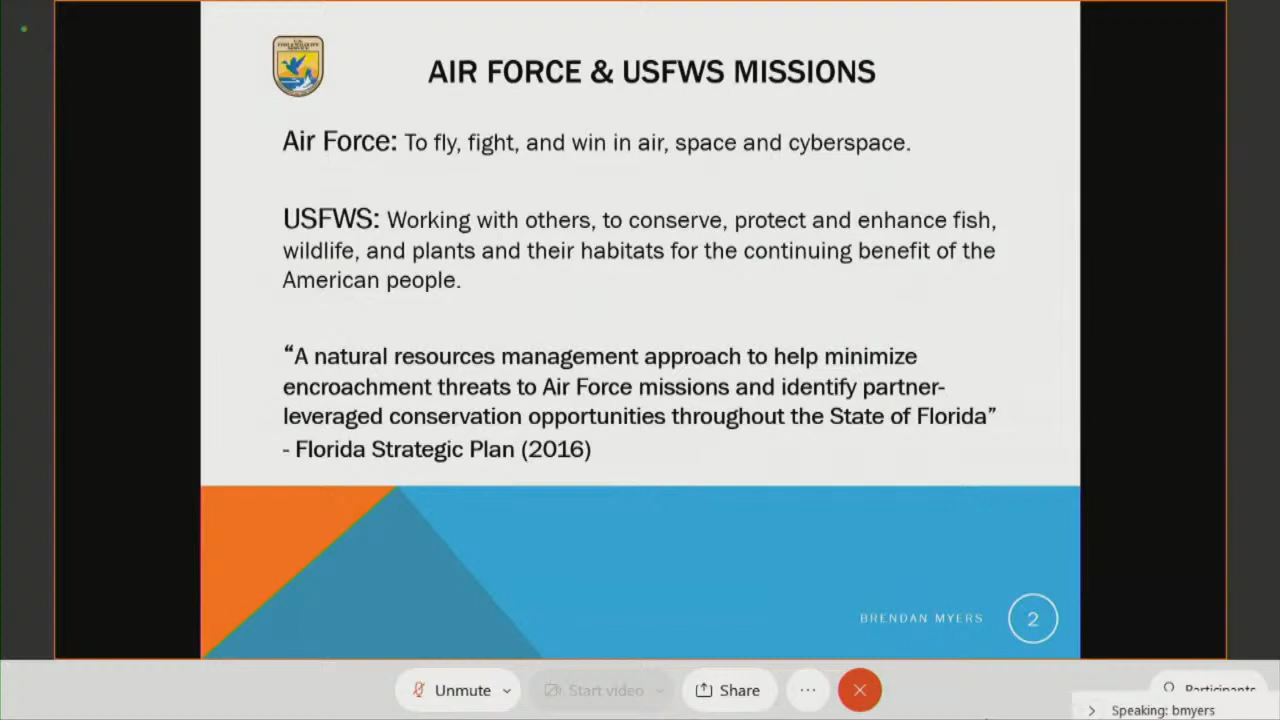 U.S.
FISH & WILDLIFE
SERVICE
AIR FORCE & USFWS MISSIONS
Air Force: To fly, fight, and win in air, space and cyberspace.
USFWS: Working with others, to conserve, protect and enhance fish,
wildlife, and plants and their habitats for the continuing benefit of the
American people.
“A natural resources management approach to help minimize
encroachment threats to Air Force missions and identify partner-
leveraged conservation opportunities throughout the State of Florida”
- Florida Strategic Plan (2016)
BRENDAN MYERS
2
Unmute
Start video
Share
Participants
Speaking: bmyers